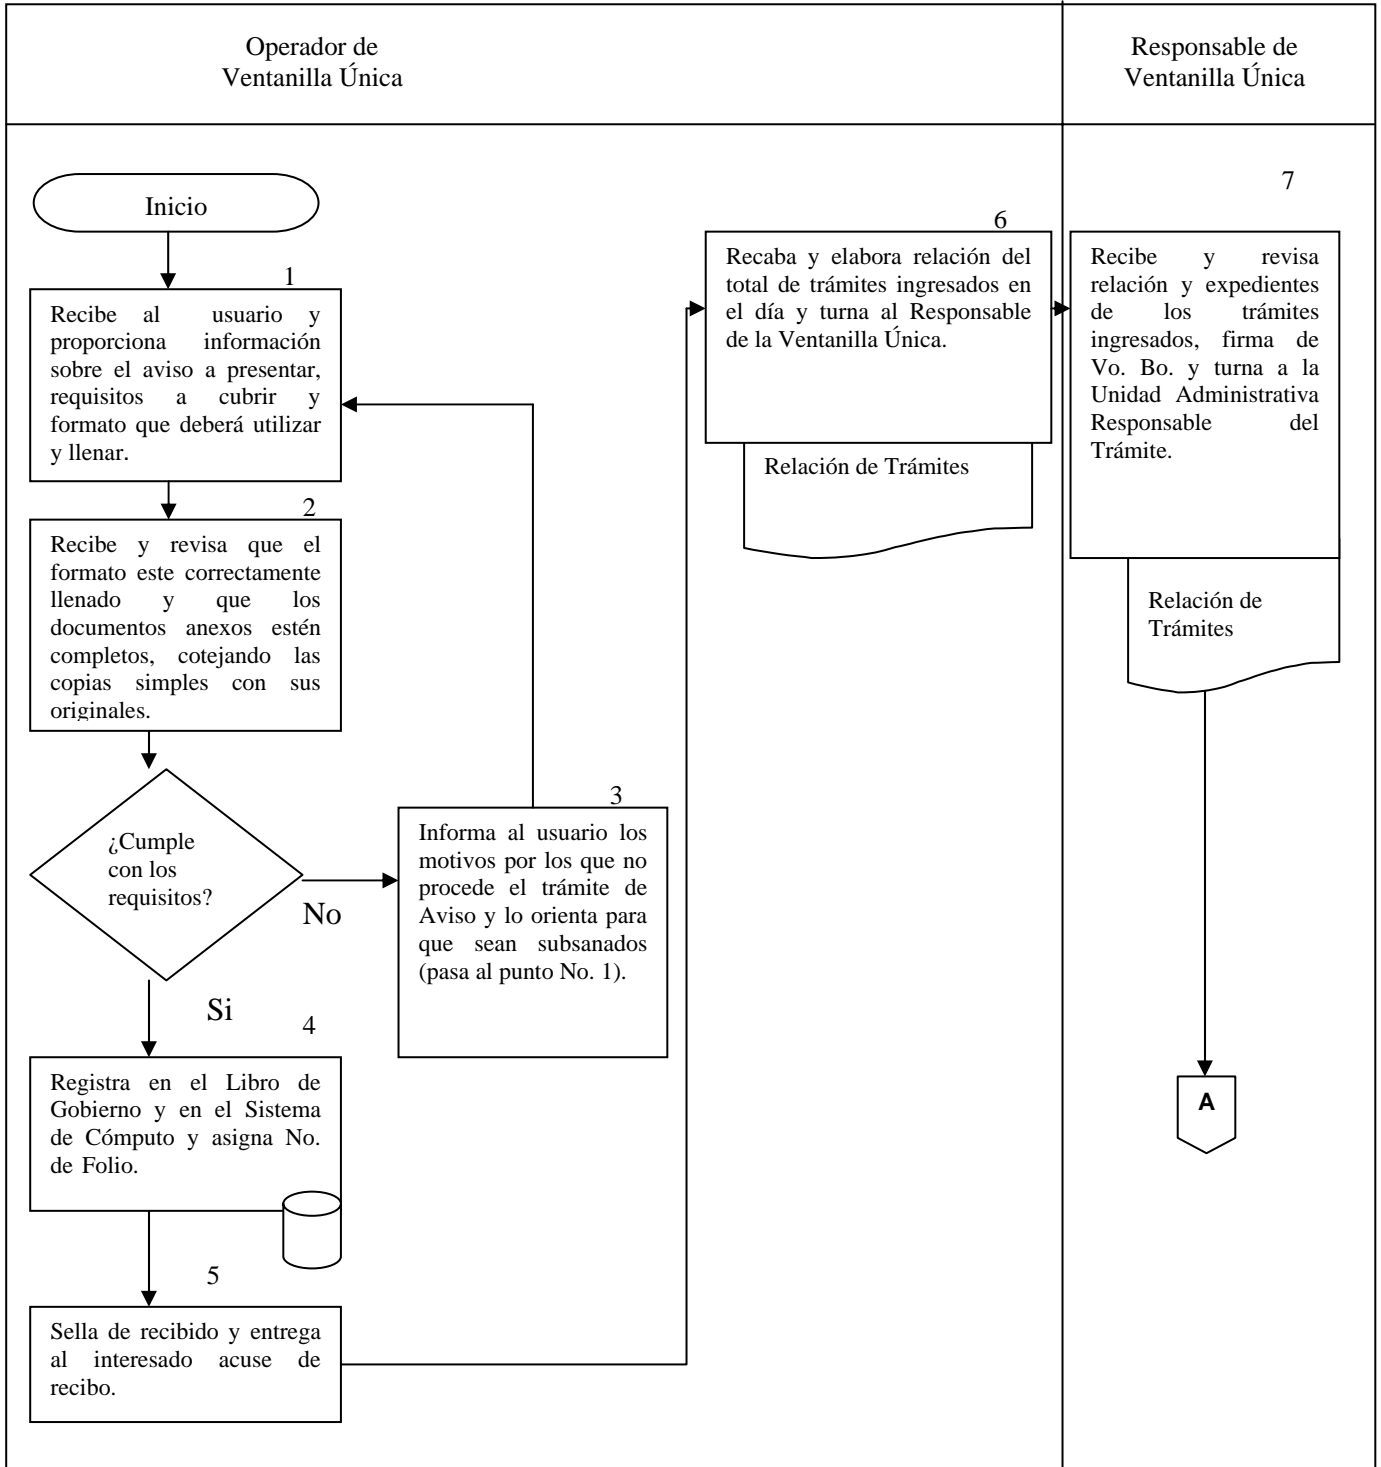 Operador de
Ventanilla Única
Responsable de
Ventanilla Única
Inicio
1
Recibe al usuario y
proporciona información
sobre el aviso a presentar,
requisitos a cubrir y
formato que deberá utilizar
y llenar.
2
Recibe y revisa que el
formato este correctamente
llenado y que los
documentos anexos estén
completos, cotejando las
copias simples con sus
originales.
¿Cumple
con los
requisitos?
No
3
Informa al usuario los
motivos por los que no
procede el trámite de
Aviso y lo orienta para
que sean subsanados
(pasa al punto No. 1).
Si
4
Registra en el Libro de
Gobierno y en el Sistema
de Cómputo y asigna No.
de Folio.
5
Sella de recibido y entrega
al interesado acuse de
recibo.
6
Recaba y elabora relación del
total de trámites ingresados en
el día y turna al Responsable
de la Ventanilla Única.
Relación de Trámites
7
Recibe y revisa
relación y expedientes
de los trámites
ingresados, firma de
Vo. Bo. y turna a la
Unidad Administrativa
Responsable del
Trámite.
Relación de
Trámites
A